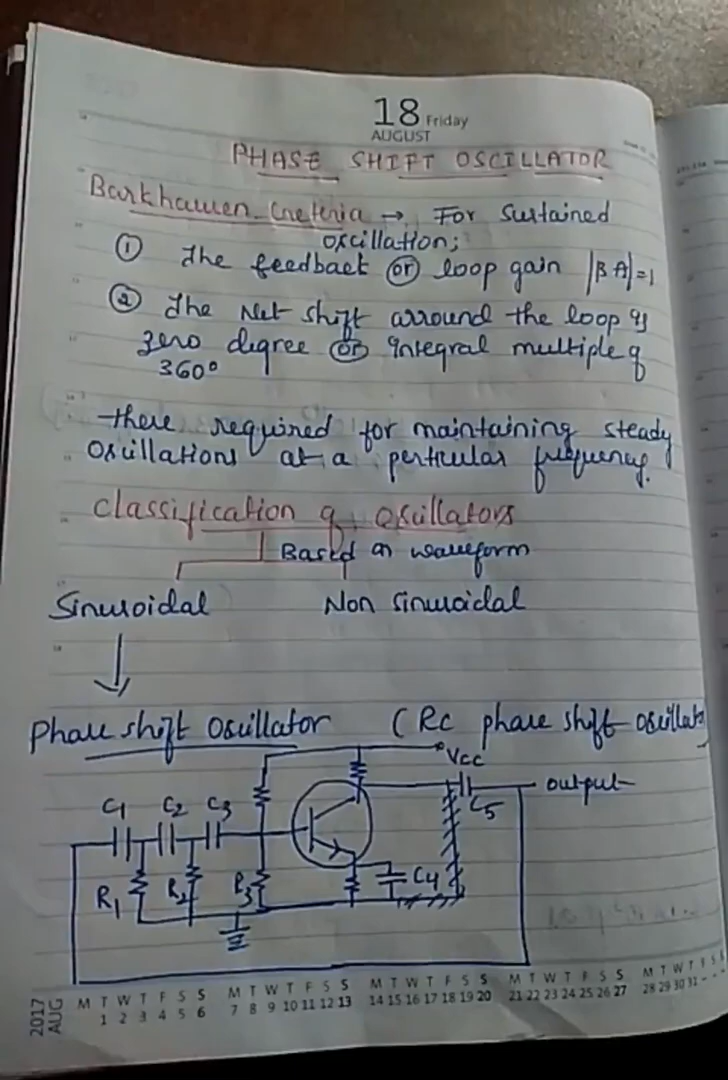 18 Friday
AUGUST
PHASE SHIFT OSCILLATOR
Barkhausen Creteria → For Sustained
oscillation;
① The feedback or loop gain |βA|=1
② The Net shift arround the loop is
zero degree or integral multiple of
360°
these required for maintaining steady
Oscillations at a perticular frequency.
Classification of Oscillators
Based on waveform
Sinusoidal Non sinusoidal
Phase shift Oscillator (RC phase shift oscillator)
Vcc
C1 C2 C3 C5 output
R1 R2 R3 C4
2017
AUG
M T W T F S S M T W T F S S M T W T F S S M T W T F S S M T W T F S S
1 2 3 4 5 6 7 8 9 10 11 12 13 14 15 16 17 18 19 20 21 22 23 24 25 26 27 28 29 30 31